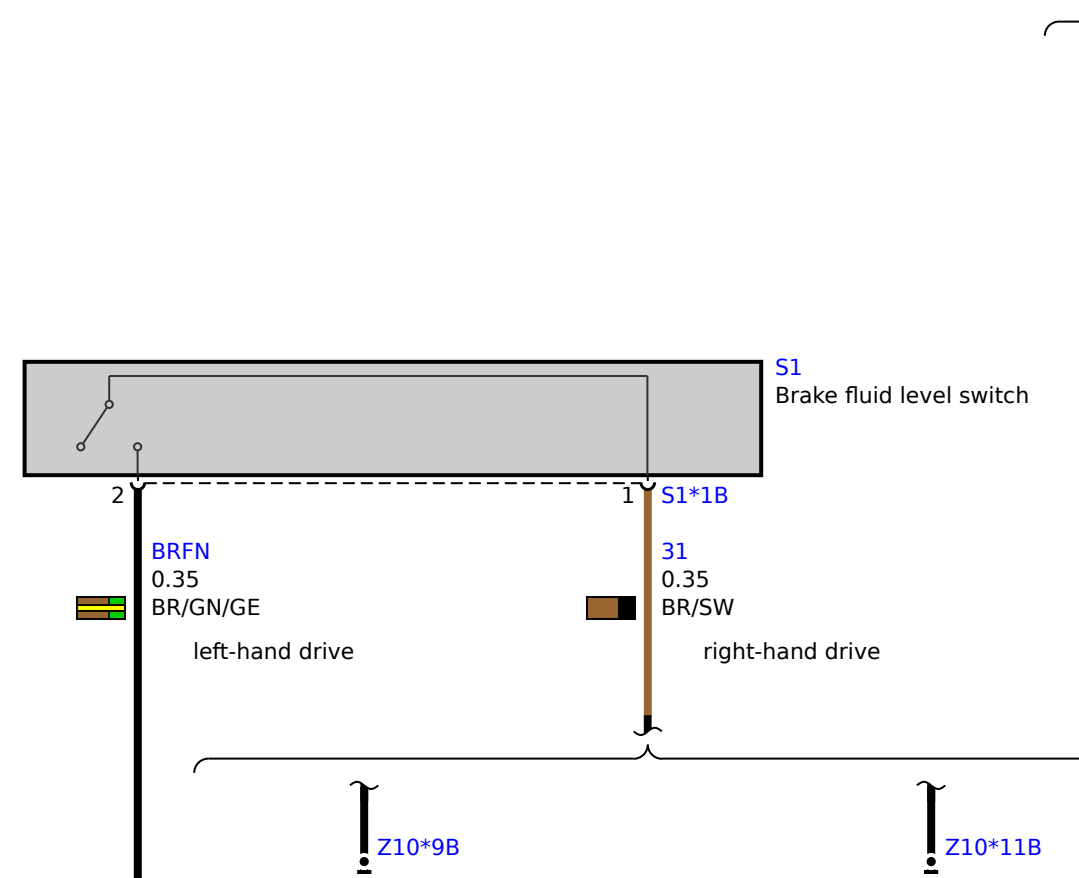 S1
Brake fluid level switch
2
1
S1*1B
BRFN
0.35
BR/GN/GE
31
0.35
BR/SW
left-hand drive
right-hand drive
Z10*9B
Z10*11B